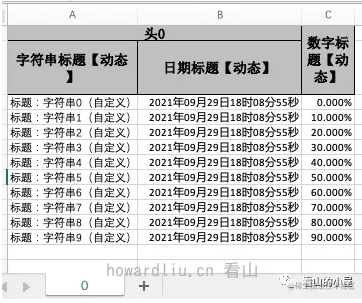 A B C
头0
字符串标题【动态】 日期标题【动态】 数字标题【动态】
标题：字符串0（自定义） 2021年09月29日18时08分55秒 0.000%
标题：字符串1（自定义） 2021年09月29日18时08分55秒 10.000%
标题：字符串2（自定义） 2021年09月29日18时08分55秒 20.000%
标题：字符串3（自定义） 2021年09月29日18时08分55秒 30.000%
标题：字符串4（自定义） 2021年09月29日18时08分55秒 40.000%
标题：字符串5（自定义） 2021年09月29日18时08分55秒 50.000%
标题：字符串6（自定义） 2021年09月29日18时08分55秒 60.000%
标题：字符串7（自定义） 2021年09月29日18时08分55秒 70.000%
标题：字符串8（自定义） 2021年09月29日18时08分55秒 80.000%
标题：字符串9（自定义） 2021年09月29日18时08分55秒 90.000%
howardliu.cn 看山
0
看山的小屋